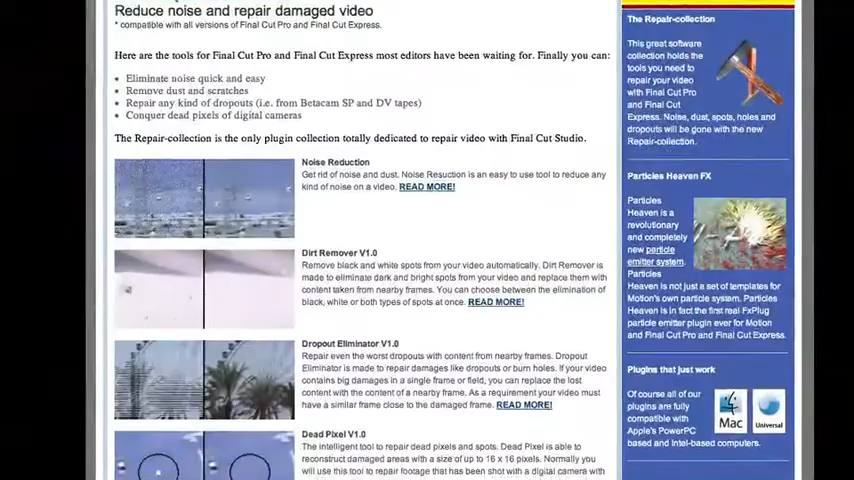 Reduce noise and repair damaged video
* compatible with all versions of Final Cut Pro and Final Cut Express.
Here are the tools for Final Cut Pro and Final Cut Express most editors have been waiting for. Finally you can:
Eliminate noise quick and easy
Remove dust and scratches
Repair any kind of dropouts (i.e. from Betacam SP and DV tapes)
Conquer dead pixels of digital cameras
The Repair-collection is the only plugin collection totally dedicated to repair video with Final Cut Studio.
Noise Reduction
Get rid of noise and dust. Noise Resuction is an easy to use tool to reduce any
kind of noise on a video. READ MORE!
Dirt Remover V1.0
Remove black and white spots from your video automatically. Dirt Remover is
made to eliminate dark and bright spots from your video and replace them with
content taken from nearby frames. You can choose between the elimination of
black, white or both types of spots at once. READ MORE!
Dropout Eliminator V1.0
Repair even the worst dropouts with content from nearby frames. Dropout
Eliminator is made to repair damages like dropouts or burn holes. If your video
contains big damages in a single frame or field, you can replace the lost
content with the content of a nearby frame. As a requirement your video must
have a similar frame close to the damaged frame. READ MORE!
Dead Pixel V1.0
The intelligent tool to repair dead pixels and spots. Dead Pixel is able to
reconstruct damaged areas with a size of up to 16 x 16 pixels. Normally you
will use this tool to repair footage that has been shot with a digital camera with
The Repair-collection
This great software
collection holds the
tools you need to
repair your video
with Final Cut Pro
and Final Cut
Express. Noise, dust, spots, holes and
dropouts will be gone with the new
Repair-collection.
Particles Heaven FX
Particles
Heaven is a
revolutionary
and completely
new particle
emitter system.
Particles
Heaven is not just a set of templates for
Motion's own particle system. Particles
Heaven is in fact the first real FxPlug
particle emitter plugin ever for Motion
and Final Cut Pro and Final Cut Express.
Plugins that just work
Of course all of our
plugins are fully
compatible with
Apple's PowerPC
based and Intel-based computers.
Mac
Universal